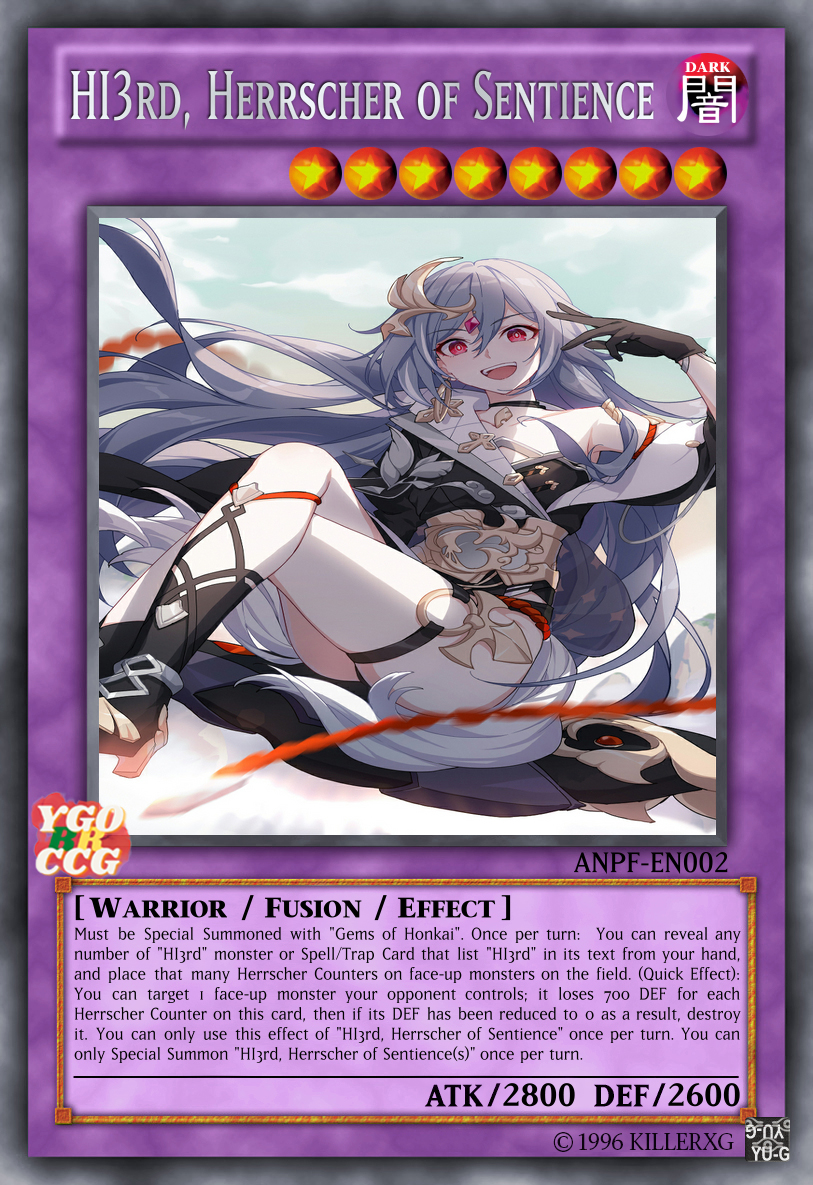 HI3RD, HERRSCHER OF SENTIENCE
DARK
闇
YGO
RR
CCG
ANPF-EN002
[ WARRIOR / FUSION / EFFECT ]
Must be Special Summoned with "Gems of Honkai". Once per turn: You can reveal any
number of "HI3rd" monster or Spell/Trap Card that list "HI3rd" in its text from your hand,
and place that many Herrscher Counters on face-up monsters on the field. (Quick Effect):
You can target 1 face-up monster your opponent controls; it loses 700 DEF for each
Herrscher Counter on this card, then if its DEF has been reduced to 0 as a result, destroy
it. You can only use this effect of "HI3rd, Herrscher of Sentience" once per turn. You can
only Special Summon "HI3rd, Herrscher of Sentience(s)" once per turn.
ATK/2800 DEF/2600
© 1996 KILLERXG
YU-G
YU-G